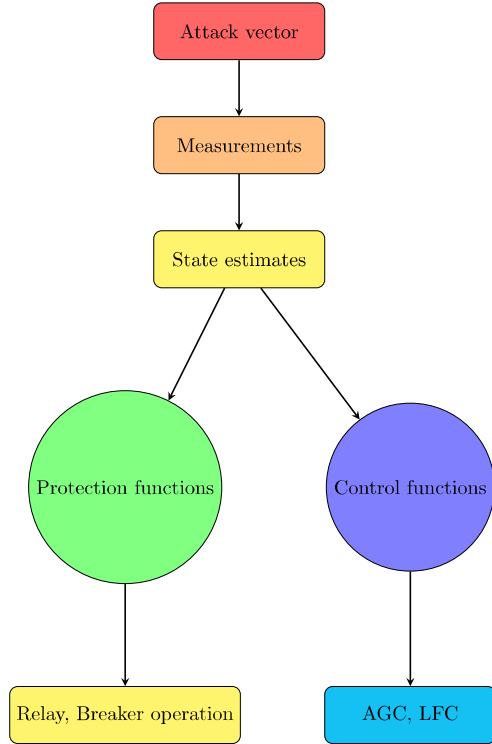 Attack vector
Measurements
State estimates
Protection functions
Control functions
Relay, Breaker operation
AGC, LFC